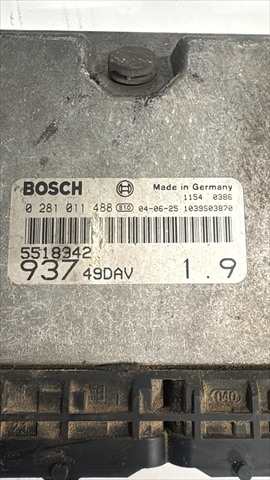 BOSCH
Made in Germany
1154 0386
0 281 011 488 S10 04-06-25 1039S03870
5518342
937 49DAV 1.9